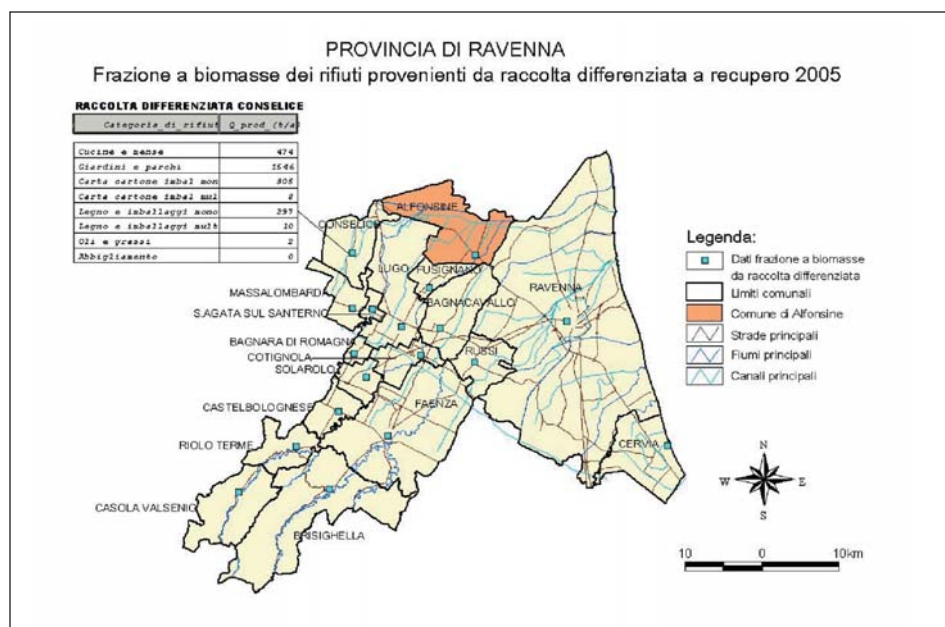 PROVINCIA DI RAVENNA
Frazione a biomasse dei rifiuti provenienti da raccolta differenziata a recupero 2005
RACCOLTA DIFFERENZIATA CONSELICE
Categoria_di_rifiut Q_prod_(t/a)
Cucine e mense 474
Giardini e parchi 1546
Carta cartone imbal mon 805
Carta cartone imbal mul 8
Legno e imballaggi mono 297
Legno e imballaggi mult 10
Oli e grassi 2
Abbigliamento 0
ALFONSINE
CONSELICE
LUGO
FUSIGNANO
MASSALOMBARDA
BAGNACAVALLO
RAVENNA
S.AGATA SUL SANTERNO
BAGNARA DI ROMAGNA
COTIGNOLA
RUSSI
SOLAROLO
FAENZA
CASTELBOLOGNESE
RIOLO TERME
CERVIA
CASOLA VALSENIO
BRISIGHELLA
Legenda:
Dati frazione a biomasse
da raccolta differenziata
Limiti comunali
Comune di Alfonsine
Strade principali
Fiumi principali
Canali principali
N
W E
S
10 0 10km